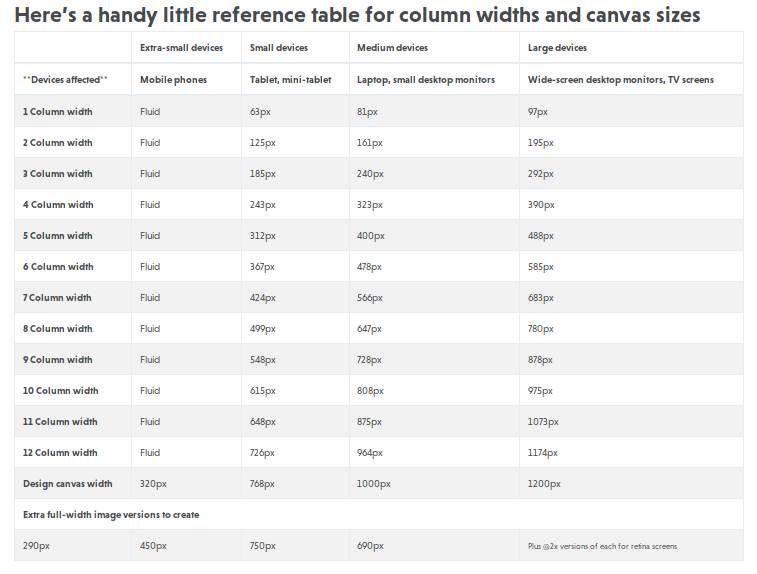 Here's a handy little reference table for column widths and canvas sizes
Extra-small devices Small devices Medium devices Large devices
**Devices affected** Mobile phones Tablet, mini-tablet Laptop, small desktop monitors Wide-screen desktop monitors, TV screens
1 Column width Fluid 63px 81px 97px
2 Column width Fluid 125px 161px 195px
3 Column width Fluid 185px 240px 292px
4 Column width Fluid 243px 323px 390px
5 Column width Fluid 312px 400px 488px
6 Column width Fluid 367px 478px 585px
7 Column width Fluid 424px 566px 683px
8 Column width Fluid 499px 647px 780px
9 Column width Fluid 548px 728px 878px
10 Column width Fluid 615px 808px 975px
11 Column width Fluid 648px 875px 1073px
12 Column width Fluid 726px 964px 1174px
Design canvas width 320px 768px 1000px 1200px
Extra full-width image versions to create
290px 450px 750px 690px Plus @2x versions of each for retina screens